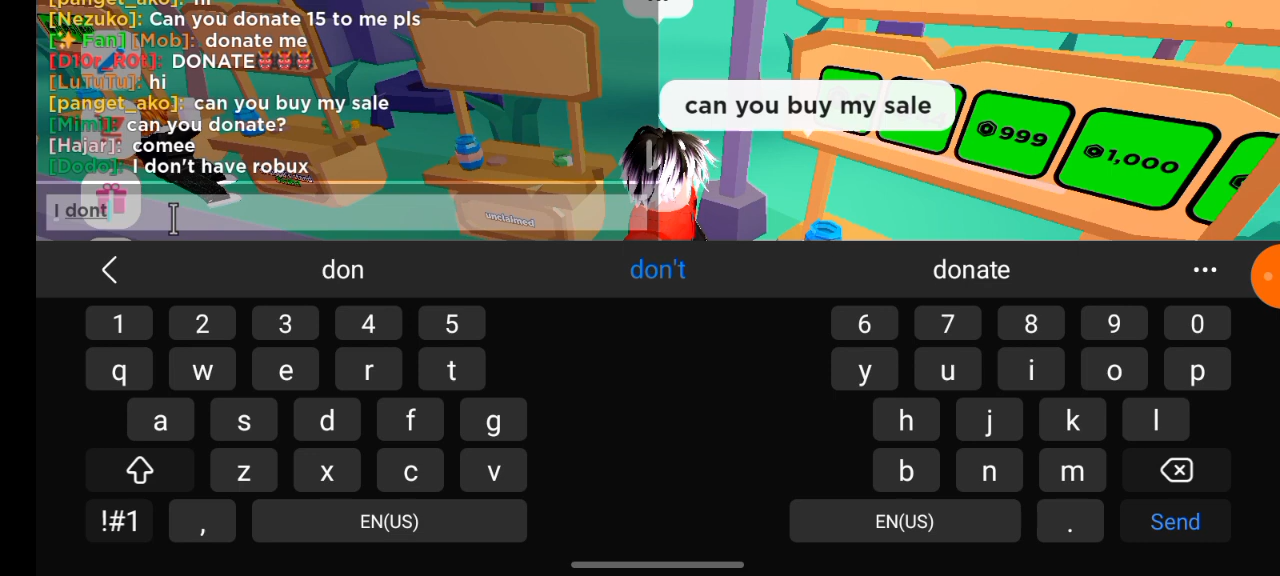 [panget_ako]: hi
[Nezuko]: Can you donate 15 to me pls
[✨Fan] [Mob]: donate me
[D10r_R0t]: DONATE
[LuTuTu]: hi
[panget_ako]: can you buy my sale
[Mimi]: can you donate?
[Hajar]: comee
[Dodo]: I don't have robux
I dont
unclaimed
can you buy my sale
999
1,000
don
don't
donate
1 2 3 4 5 6 7 8 9 0
q w e r t y u i o p
a s d f g h j k l
z x c v b n m
!#1 , EN(US) EN(US) . Send